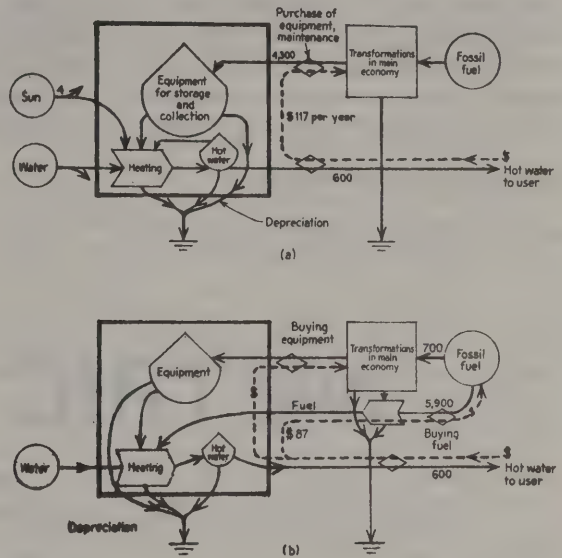 Purchase of
equipment,
maintenance
4,300
Transformations
in main
economy
Fossil
fuel
Equipment
for storage
and
collection
Sun
4
$117 per year
Water
Heating
Hot
water
$
600
Hot water
to user
Depreciation
(a)
Buying
equipment
Transformations
in main
economy
700
Fossil
fuel
Equipment
Fuel
5,900
$
$ 87
Buying
fuel
Water
Heating
Hot
water
$
600
Hot water
to user
Depreciation
(b)